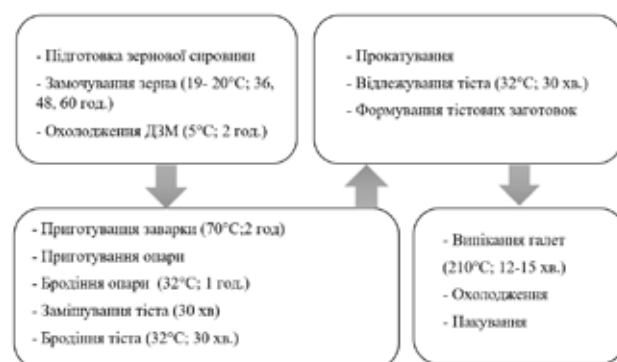 - Підготовка зернової сировини
- Замочування зерна (19- 20°С; 36,
48, 60 год.)
- Охолодження ДЗМ (5°С; 2 год.)
- Приготування заварки (70°С;2 год)
- Приготування опари
- Бродіння опари (32°С; 1 год.)
- Замішування тіста (30 хв)
- Бродіння тіста (32°С; 30 хв.)
- Прокатування
- Відлежування тіста (32°С; 30 хв.)
- Формування тістових заготовок
- Випікання галет
(210°С; 12-15 хв.)
- Охолодження
- Пакування